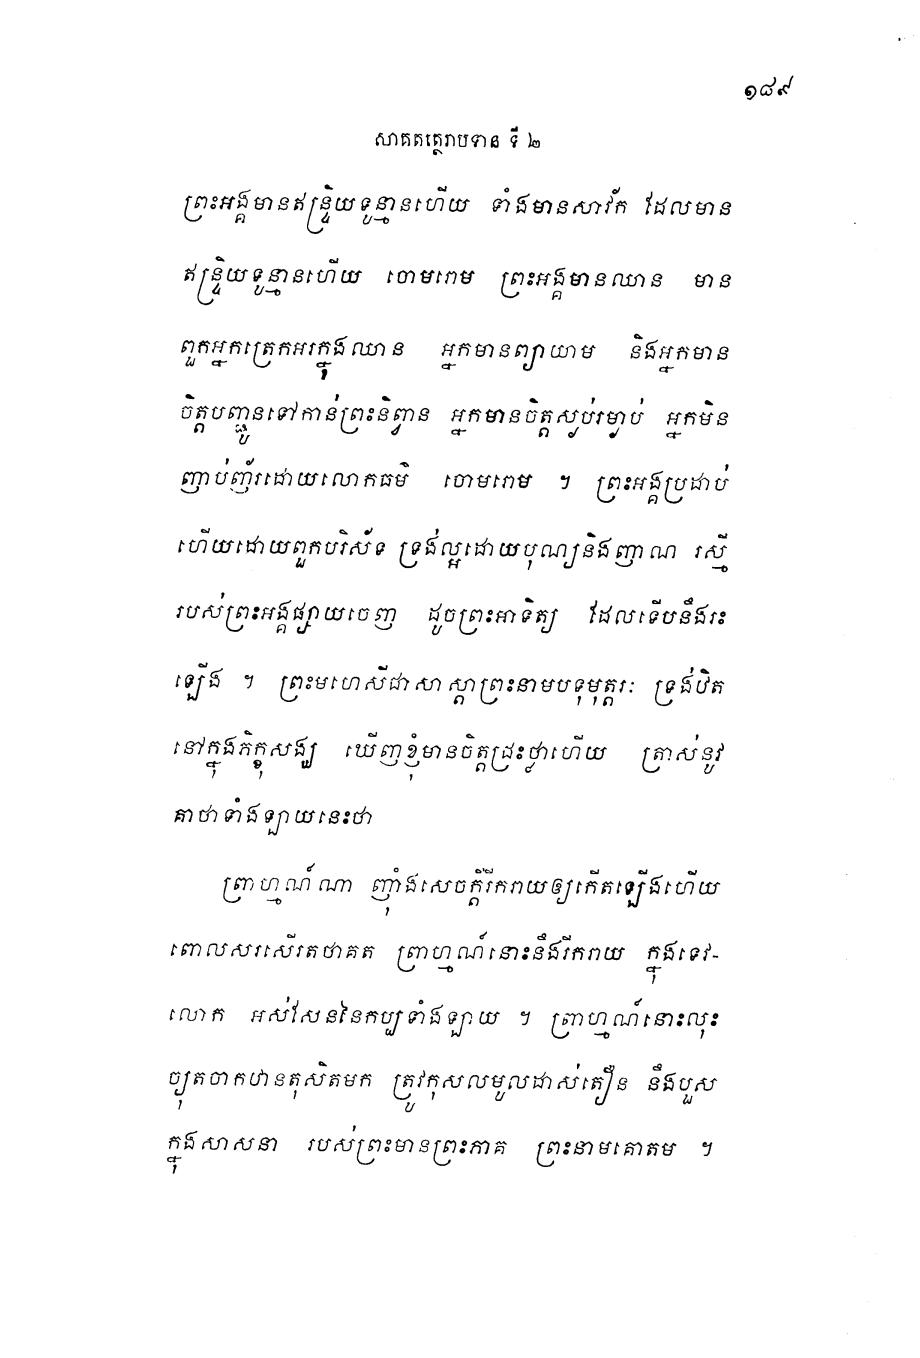 ១៨៩
សាគតត្ថេរាបទាន ទី ២
ព្រះអង្គមានឥន្ទ្រិយទូន្មានហើយ ទាំងមានសាវ័ក ដែលមាន
ឥន្ទ្រិយទូន្មានហើយ ចោមរោម ព្រះអង្គមានឈាន មាន
ពួកអ្នកត្រេកអរក្នុងឈាន អ្នកមានព្យាយាម និងអ្នកមាន
ចិត្តបញ្ជូនទៅកាន់ព្រះនិព្វាន អ្នកមានចិត្តស្ងប់រម្ងាប់ អ្នកមិន
ញាប់ញ័រដោយលោកធម៌ ចោមរោម ។ ព្រះអង្គប្រដាប់
ហើយដោយពួកបរិស័ទ ទ្រង់ល្អដោយបុណ្យនិងញាណ រស្មី
របស់ព្រះអង្គផ្សាយចេញ ដូចព្រះអាទិត្យ ដែលទើបនឹងរះ
ឡើង ។ ព្រះមហេសីជាសាស្តាព្រះនាមបទុមុត្តរៈ ទ្រង់ឋិត
នៅក្នុងភិក្ខុសង្ឃ ឃើញខ្ញុំមានចិត្តជ្រះថ្លាហើយ ត្រាស់នូវ
គាថាទាំងឡាយនេះថា
ព្រាហ្មណ៍ណា ញុំាងសេចក្តីរីករាយឲ្យកើតឡើងហើយ
ពោលសរសើរតថាគត ព្រាហ្មណ៍នោះនឹងរីករាយ ក្នុងទេវ-
លោក អស់សែននៃកប្បទាំងឡាយ ។ ព្រាហ្មណ៍នោះលុះ
ច្យុតចាកឋានតុសិតមក ត្រូវកុសលមូលដាស់តឿន នឹងបួស
ក្នុងសាសនា របស់ព្រះមានព្រះភាគ ព្រះនាមគោតម ។